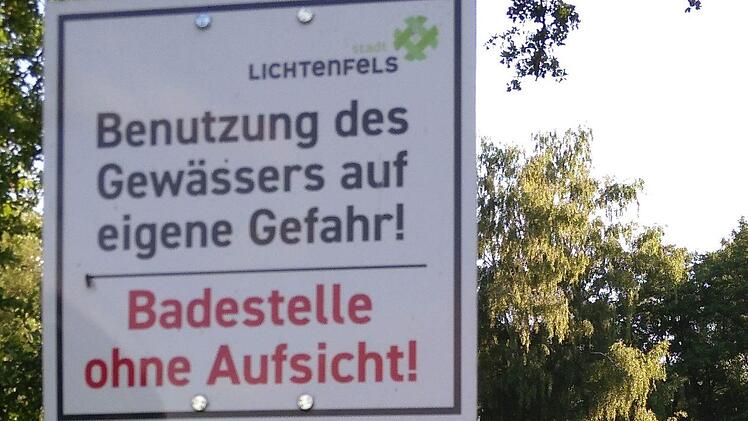 stadt
LICHTENFELS
Benutzung des
Gewässers auf
eigene Gefahr!
Badestelle
ohne Aufsicht!